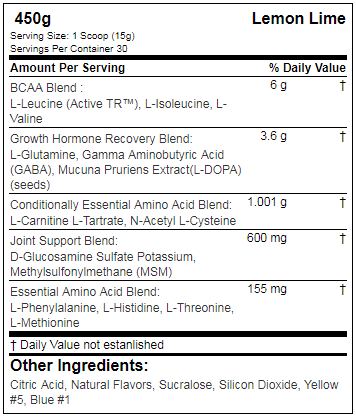 450g Lemon Lime
Serving Size: 1 Scoop (15g)
Servings Per Container 30
Amount Per Serving % Daily Value
BCAA Blend : 6 g †
L-Leucine (Active TR™), L-Isoleucine, L-
Valine
Growth Hormone Recovery Blend: 3.6 g †
L-Glutamine, Gamma Aminobutyric Acid
(GABA), Mucuna Pruriens Extract(L-DOPA)
(seeds)
Conditionally Essential Amino Acid Blend: 1.001 g †
L-Carnitine L-Tartrate, N-Acetyl L-Cysteine
Joint Support Blend: 600 mg †
D-Glucosamine Sulfate Potassium,
Methylsulfonylmethane (MSM)
Essential Amino Acid Blend: 155 mg †
L-Phenylalanine, L-Histidine, L-Threonine,
L-Methionine
† Daily Value not estanlished
Other Ingredients:
Citric Acid, Natural Flavors, Sucralose, Silicon Dioxide, Yellow
#5, Blue #1